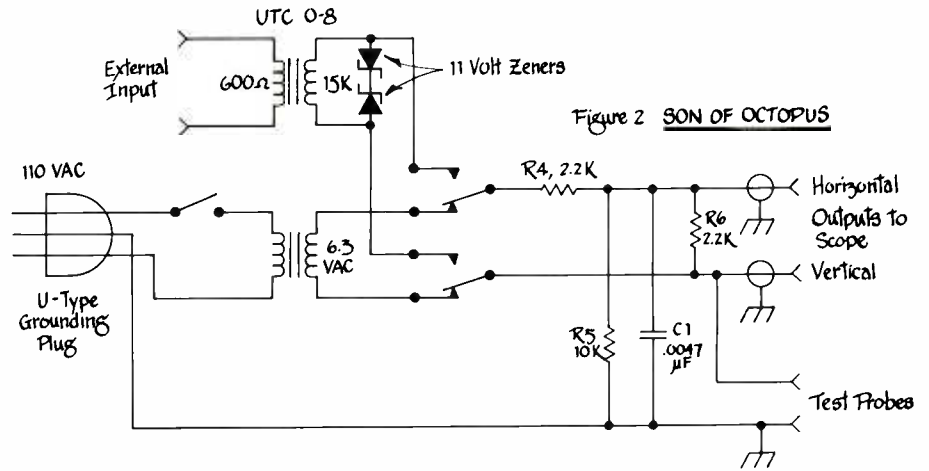 UTC O-8
External
Input
600Ω
15K
11 Volt Zeners
Figure 2 SON OF OCTOPUS
110 VAC
R4, 2.2K
Horizontal
Outputs to
Scope
Vertical
R6
2.2K
6.3
VAC
U-Type
Grounding
Plug
R5
10K
C1
.0047
µF
Test Probes